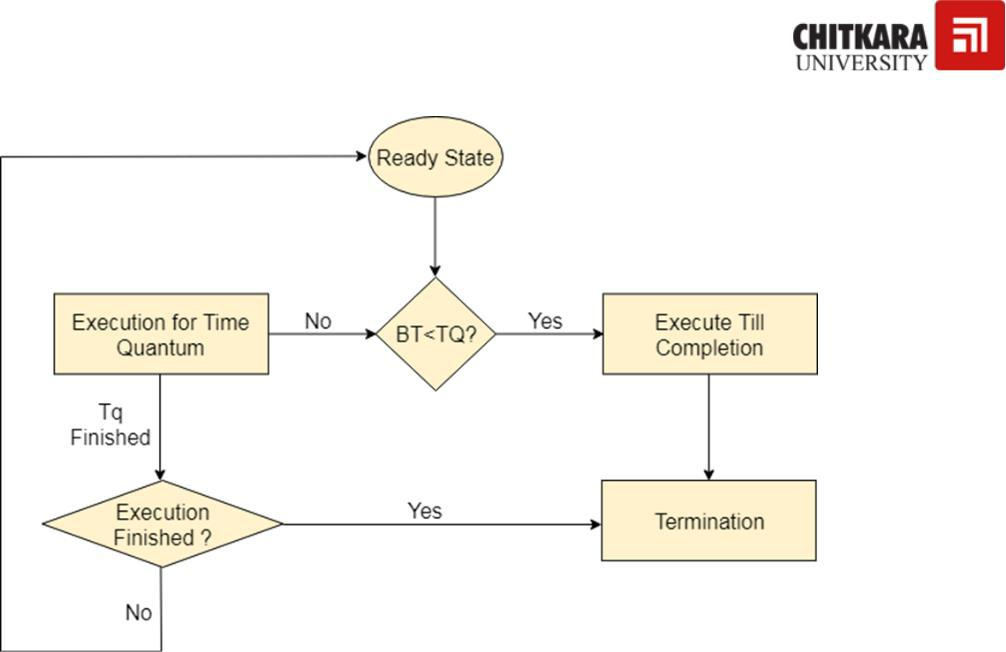 CHITKARA
UNIVERSITY
Ready State
Execution for Time
Quantum
No
BT<TQ?
Yes
Execute Till
Completion
Tq
Finished
Execution
Finished ?
Yes
Termination
No